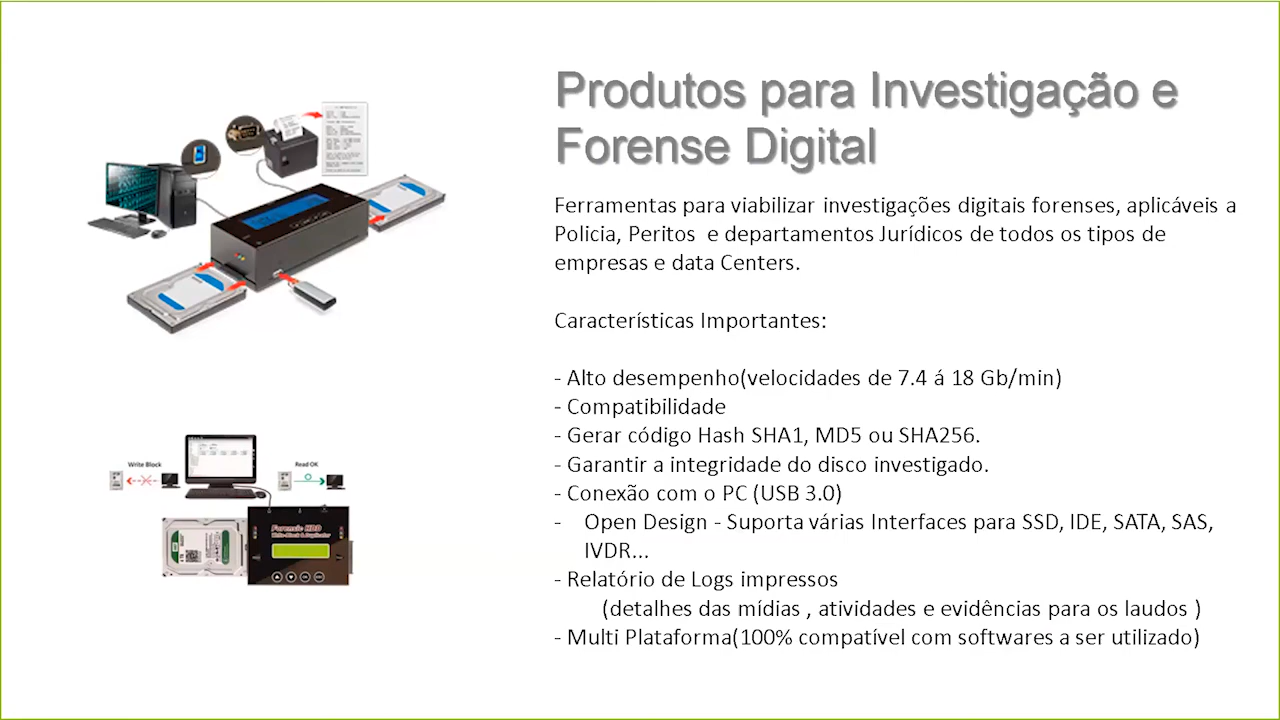 Produtos para Investigação e
Forense Digital
Ferramentas para viabilizar investigações digitais forenses, aplicáveis a
Policia, Peritos e departamentos Jurídicos de todos os tipos de
empresas e data Centers.
Características Importantes:
- Alto desempenho(velocidades de 7.4 á 18 Gb/min)
- Compatibilidade
- Gerar código Hash SHA1, MD5 ou SHA256.
- Garantir a integridade do disco investigado.
- Conexão com o PC (USB 3.0)
- Open Design - Suporta várias Interfaces para SSD, IDE, SATA, SAS,
IVDR...
- Relatório de Logs impressos
(detalhes das mídias , atividades e evidências para os laudos )
- Multi Plataforma(100% compatível com softwares a ser utilizado)
Write Block
Read OK
Forensic HDD
Write-Block & Duplicator